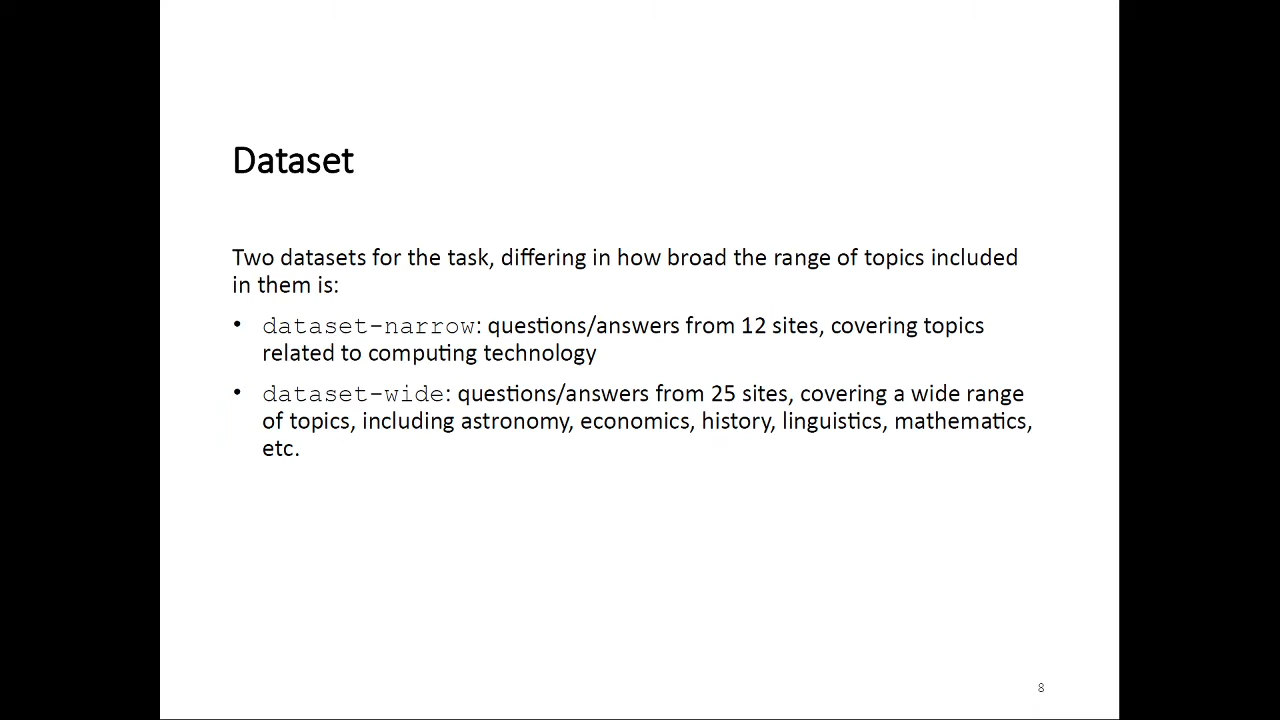 Dataset
Two datasets for the task, differing in how broad the range of topics included
in them is:
• dataset-narrow: questions/answers from 12 sites, covering topics
related to computing technology
• dataset-wide: questions/answers from 25 sites, covering a wide range
of topics, including astronomy, economics, history, linguistics, mathematics,
etc.
8